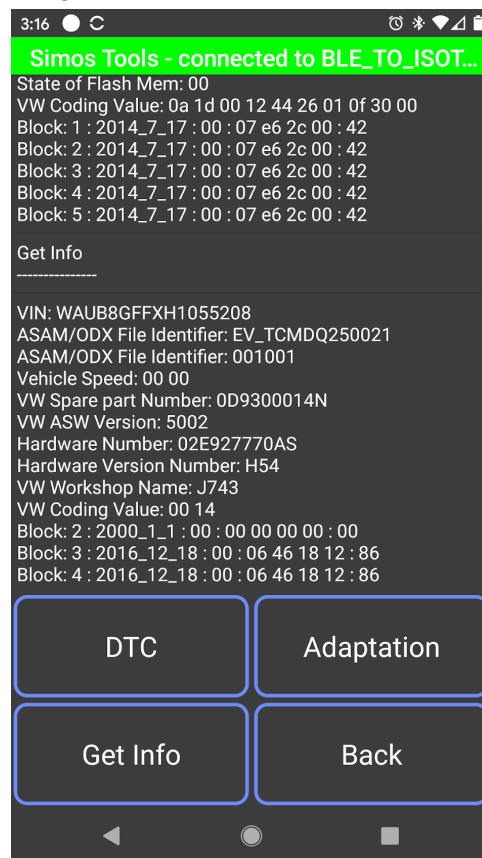 3:16
Simos Tools - connected to BLE_TO_ISOT...
State of Flash Mem: 00
VW Coding Value: 0a 1d 00 12 44 26 01 0f 30 00
Block: 1 : 2014_7_17 : 00 : 07 e6 2c 00 : 42
Block: 2 : 2014_7_17 : 00 : 07 e6 2c 00 : 42
Block: 3 : 2014_7_17 : 00 : 07 e6 2c 00 : 42
Block: 4 : 2014_7_17 : 00 : 07 e6 2c 00 : 42
Block: 5 : 2014_7_17 : 00 : 07 e6 2c 00 : 42
Get Info
---------------
VIN: WAUB8GFFXH1055208
ASAM/ODX File Identifier: EV_TCMDQ250021
ASAM/ODX File Identifier: 001001
Vehicle Speed: 00 00
VW Spare part Number: 0D9300014N
VW ASW Version: 5002
Hardware Number: 02E927770AS
Hardware Version Number: H54
VW Workshop Name: J743
VW Coding Value: 00 14
Block: 2 : 2000_1_1 : 00 : 00 00 00 00 : 00
Block: 3 : 2016_12_18 : 00 : 06 46 18 12 : 86
Block: 4 : 2016_12_18 : 00 : 06 46 18 12 : 86
DTC
Adaptation
Get Info
Back